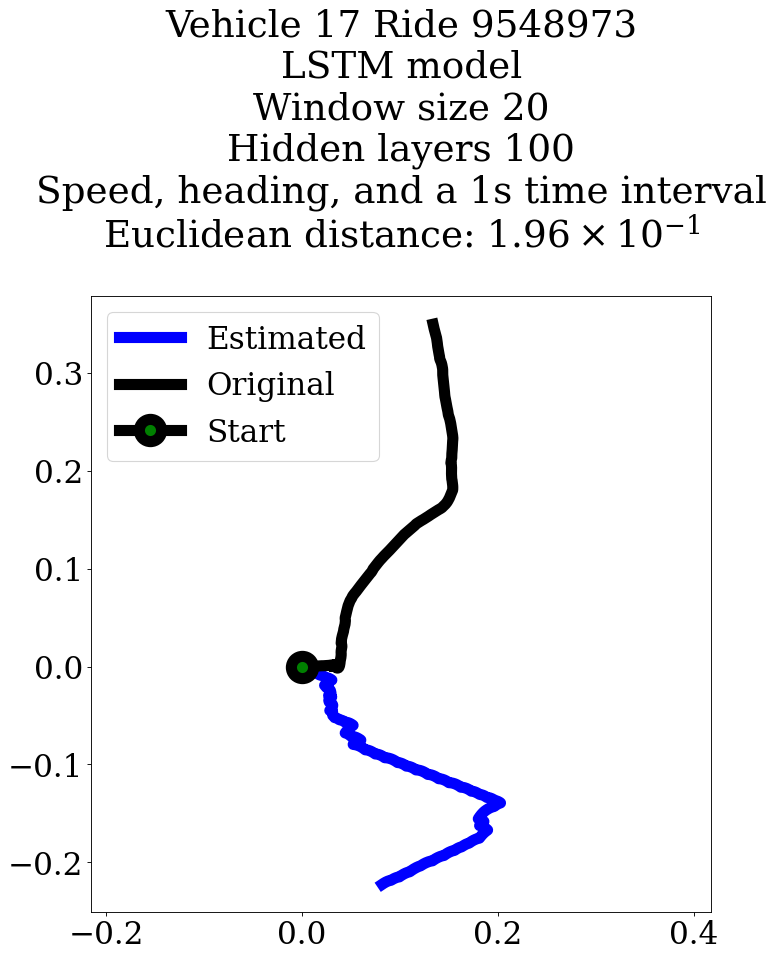 Vehicle 17 Ride 9548973
LSTM model
Window size 20
Hidden layers 100
Speed, heading, and a 1s time interval
Euclidean distance: 1.96 × 10⁻¹
Estimated
Original
Start
0.3
0.2
0.1
0.0
−0.1
−0.2
−0.2 0.0 0.2 0.4